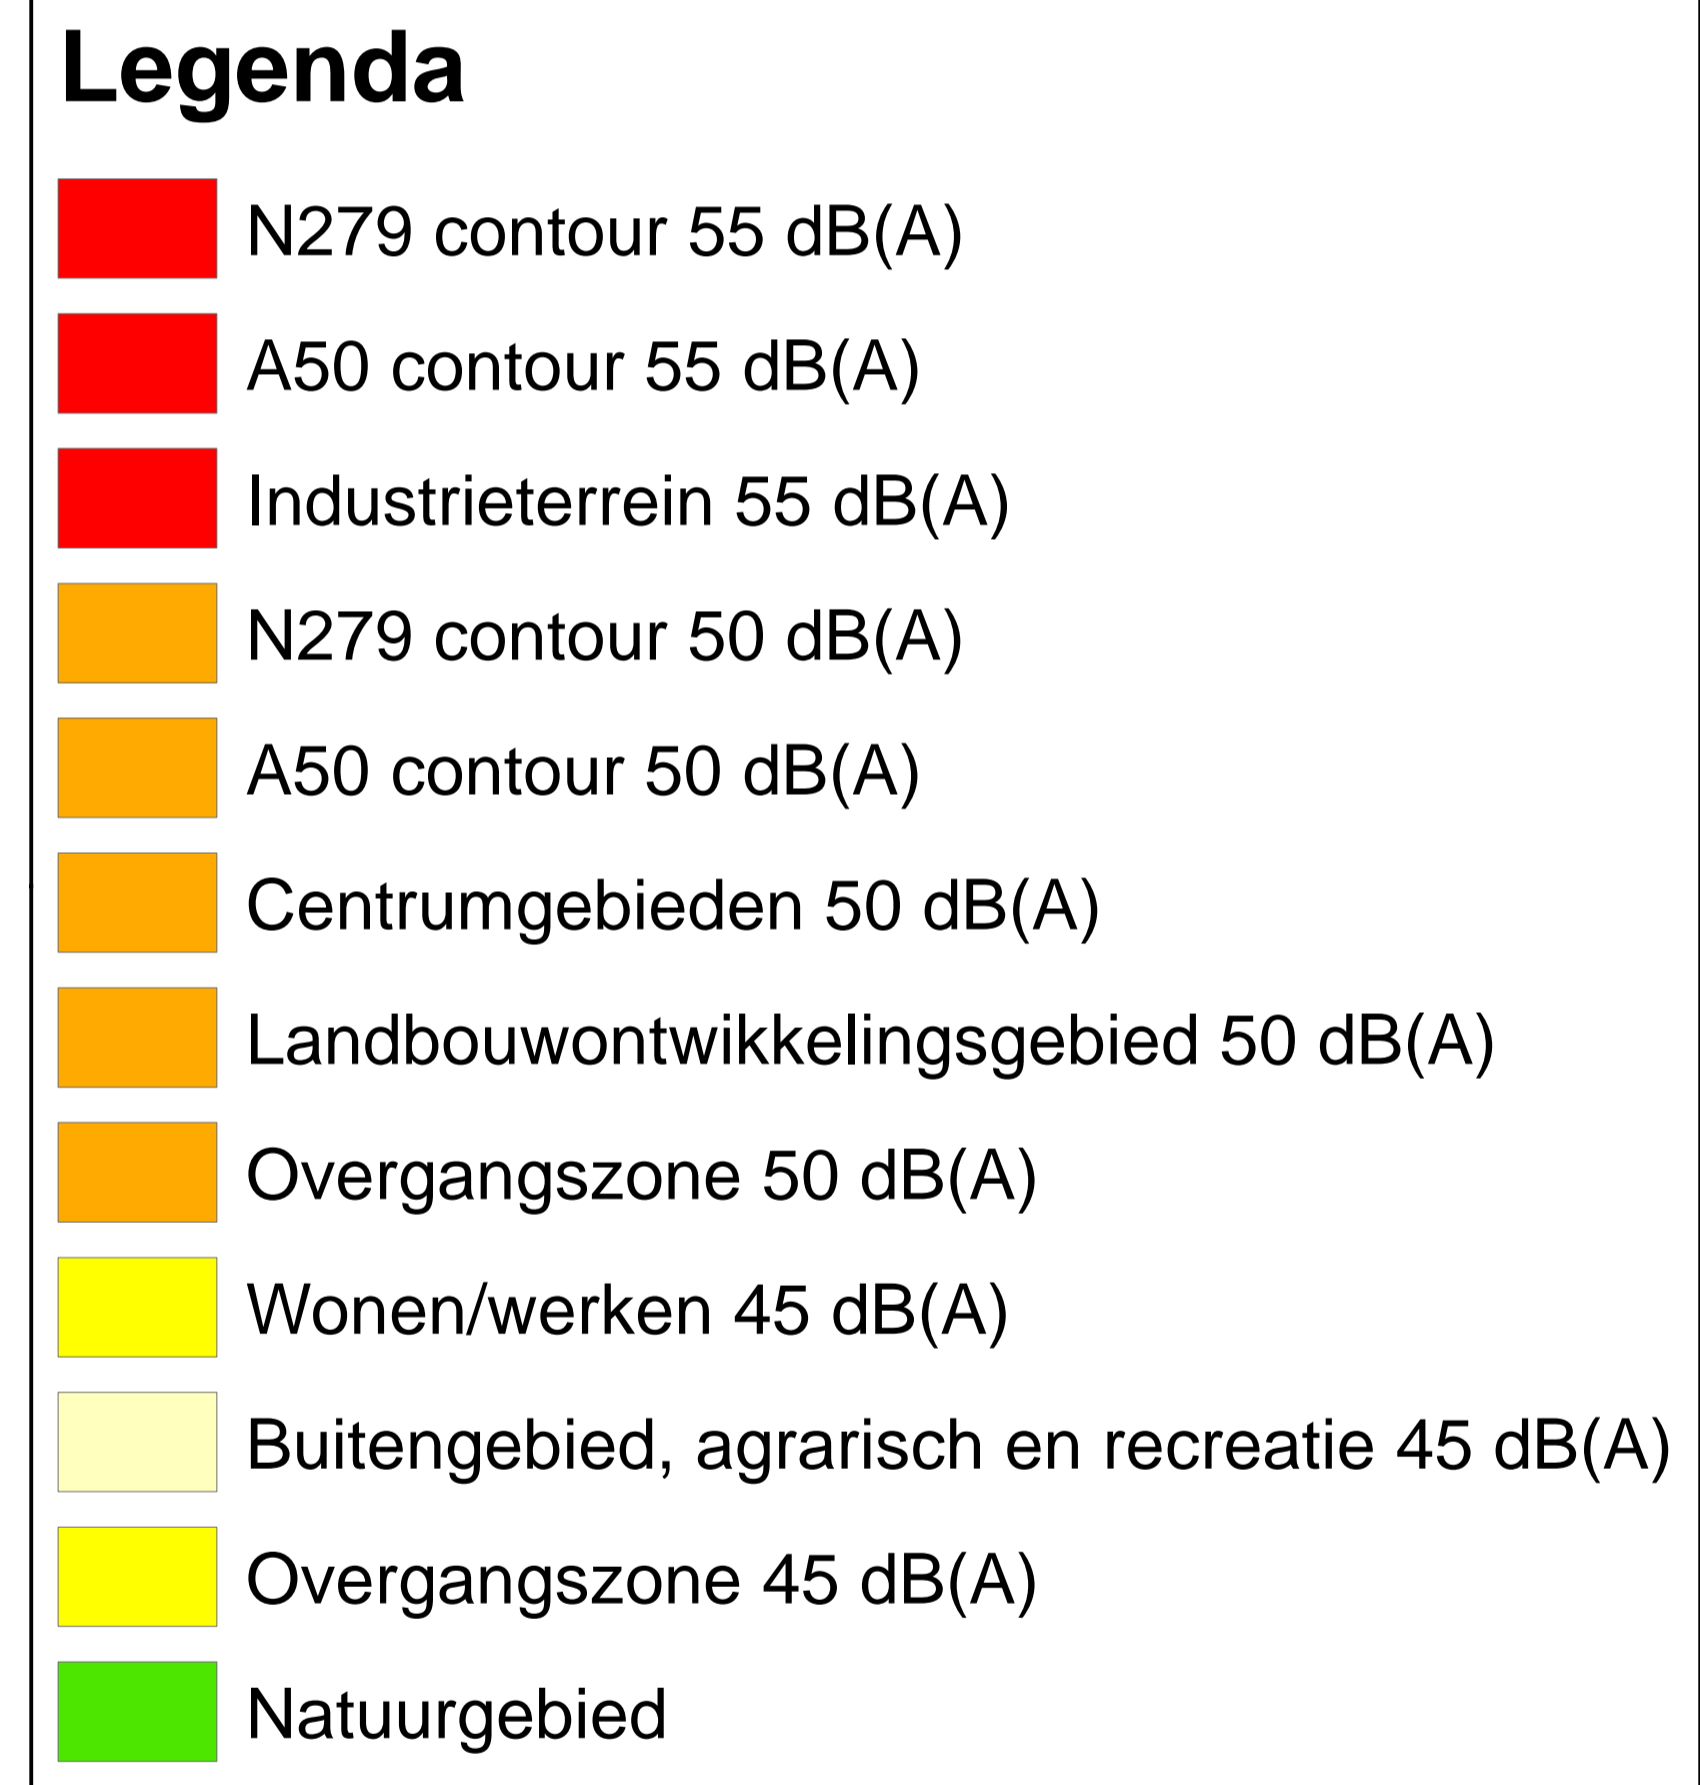 Legenda
N279 contour 55 dB(A)
A50 contour 55 dB(A)
Industrieterrein 55 dB(A)
N279 contour 50 dB(A)
A50 contour 50 dB(A)
Centrumgebieden 50 dB(A)
Landbouwontwikkelingsgebied 50 dB(A)
Overgangszone 50 dB(A)
Wonen/werken 45 dB(A)
Buitengebied, agrarisch en recreatie 45 dB(A)
Overgangszone 45 dB(A)
Natuurgebied